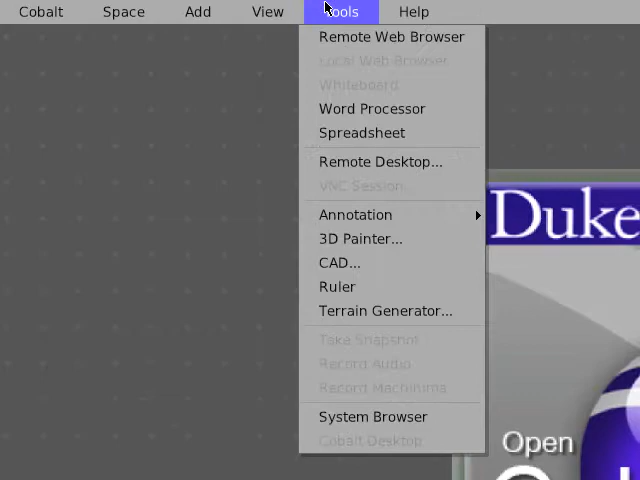 Cobalt Space Add View Tools Help
Remote Web Browser
Local Web Browser
Whiteboard
Word Processor
Spreadsheet
Remote Desktop...
VNC Session
Annotation
3D Painter...
CAD...
Ruler
Terrain Generator...
Take Snapshot
Record Audio
Record Machinima
System Browser
Cobalt Desktop
Duke
Open